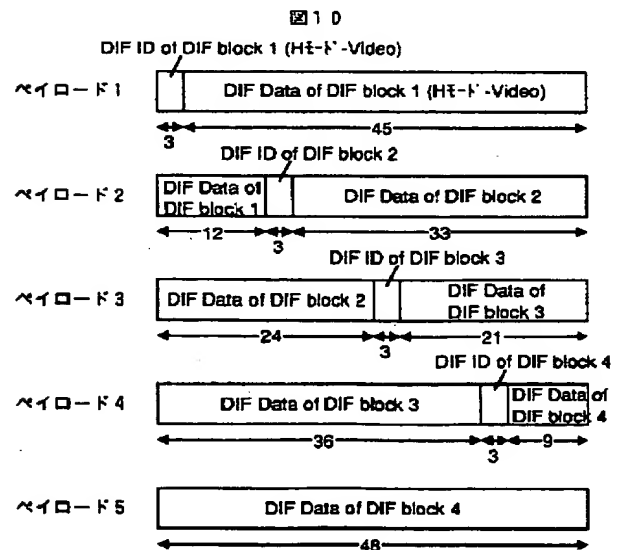 図10
DIF ID of DIF block 1 (Hモード-Video)
ペイロード1
DIF Data of DIF block 1 (Hモード-Video)
3
45
DIF ID of DIF block 2
ペイロード2
DIF Data of
DIF block 1
DIF Data of DIF block 2
12
3
33
DIF ID of DIF block 3
ペイロード3
DIF Data of DIF block 2
DIF Data of
DIF block 3
24
3
21
DIF ID of DIF block 4
ペイロード4
DIF Data of DIF block 3
DIF Data of
DIF block 4
36
3
9
ペイロード5
DIF Data of DIF block 4
48